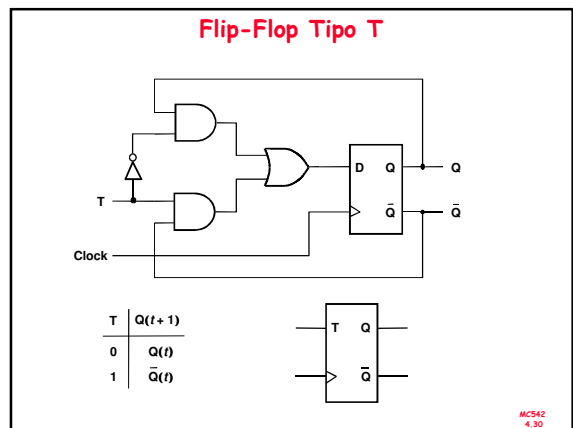 Flip-Flop Tipo T
D Q Q
T
Q̅ Q̅
Clock
T Q(t + 1)
0 Q(t)
1 Q̅(t)
T Q
Q̅
MC542
4.30